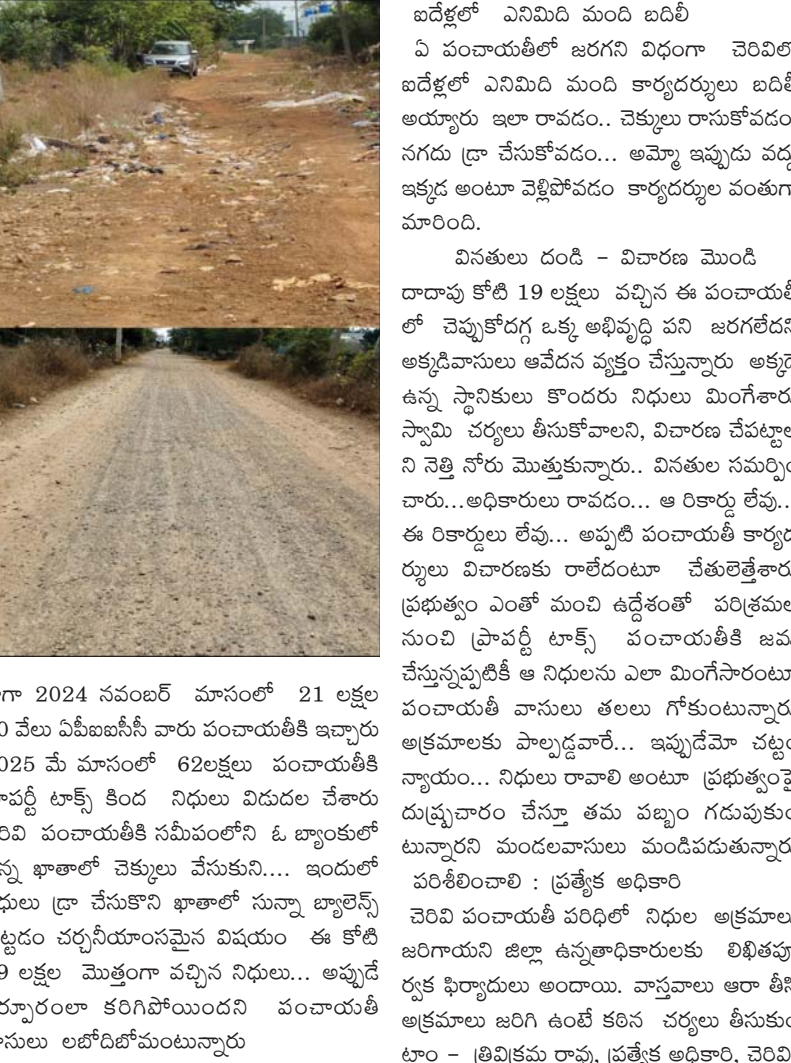 2024 నవంబర్ మాసంలో 21 లక్షల
వేలు ఏపీఐఐసీసీ వారు పంచాయతీకి ఇచ్చారు
మే మాసంలో 62లక్షలు పంచాయతీకి
టాక్స్ కింద నిధులు విడుదల చేశారు
పంచాయతీకి సమీపంలోని ఓ బ్యాంకులో
ఖాతాలో చెక్కులు వేసుకుని.... ఇందులో
డ్రా చేసుకొని ఖాతాలో సున్నా బ్యాలెన్స్
చర్చనీయాంసమైన విషయం ఈ కోటి
లక్షల మొత్తంగా వచ్చిన నిధులు... అప్పుడే
కరిగిపోయిందని పంచాయతీ
లబోదిబోమంటున్నారు
ఐదేళ్లలో ఎనిమిది మంది బదిలీ
ఏ పంచాయతీలో జరగని విధంగా
ఐదేళ్లలో ఎనిమిది మంది కార్యదర్శులు బదిలీ
అయ్యారు ఇలా రావడం.. చెక్కులు రాసుకోవడం
నగదు డ్రా చేసుకోవడం... అమ్మో ఇప్పుడు వద్దు
ఇక్కడ అంటూ వెళ్లిపోవడం కార్యదర్శుల వంతుగా
మారింది.
వినతులు దండి - విచారణ మొండి
దాదాపు కోటి 19 లక్షలు వచ్చిన ఈ పంచాయతీ
లో చెప్పుకోదగ్గ ఒక్క అభివృద్ధి పని జరగలేదని
అక్కడివాసులు ఆవేదన వ్యక్తం చేస్తున్నారు అక్కడ
ఉన్న స్థానికులు కొందరు నిధులు మింగేశారు
స్వామి చర్యలు తీసుకోవాలని, విచారణ చేపట్టాల
ని నెత్తి నోరు మొత్తుకున్నారు.. వినతుల సమర్పిం
చారు...అధికారులు రావడం... ఆ రికార్డు లేవు..
ఈ రికార్డులు లేవు... అప్పటి పంచాయతీ కార్యద
ర్శులు విచారణకు రాలేదంటూ చేతులెత్తేశారు
ప్రభుత్వం ఎంతో మంచి ఉద్దేశంతో పరిశ్రమల
నుంచి ప్రాపర్టీ టాక్స్ పంచాయతీకి జమ
చేస్తున్నప్పటికీ ఆ నిధులను ఎలా మింగేసారంటూ
పంచాయతీ వాసులు తలలు గోకుంటున్నారు
అక్రమాలకు పాల్పడ్డవారే... ఇప్పుడేమో చట్టం
న్యాయం... నిధులు రావాలి అంటూ ప్రభుత్వంపై
దుష్ప్రచారం చేస్తూ తమ పబ్బం గడుపుకుం
టున్నారని మండలవాసులు మండిపడుతున్నారు
పరిశీలించాలి : ప్రత్యేక అధికారి
చెరివి పంచాయతీ పరిధిలో నిధుల అక్రమాలు
జరిగాయని జిల్లా ఉన్నతాధికారులకు లిఖితపూ
ర్వక ఫిర్యాదులు అందాయి. వాస్తవాలు ఆరా తీసి
అక్రమాలు జరిగి ఉంటే కఠిన చర్యలు తీసుకుం
టాం - త్రివిక్రమ రావు, ప్రత్యేక అధికారి, చెరివి